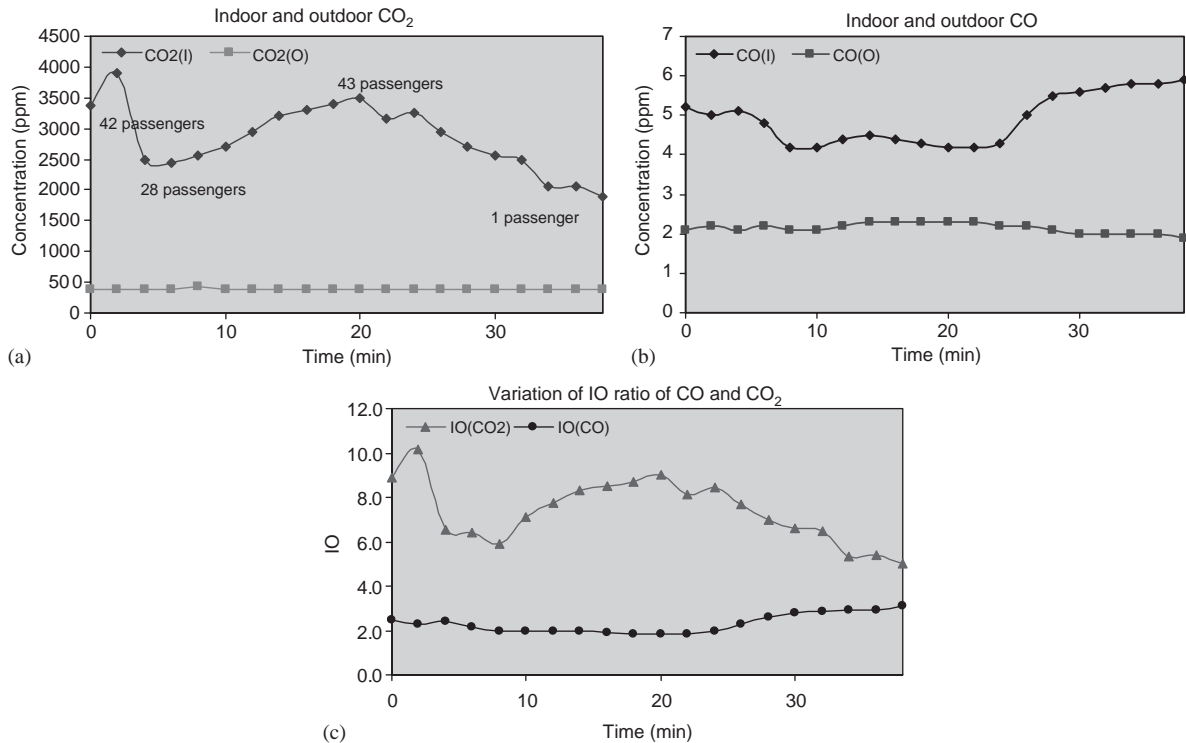 Indoor and outdoor CO2
4500
4000
3500
3000
2500
2000
1500
1000
500
0
CO2(I) CO2(O)
43 passengers
42 passengers
28 passengers
1 passenger
Concentration (ppm)
0 10 20 30
Time (min)
(a)
Indoor and outdoor CO
7
6
5
4
3
2
1
0
CO(I) CO(O)
Concentration (ppm)
0 10 20 30
Time (min)
(b)
Variation of IO ratio of CO and CO2
12.0
10.0
8.0
6.0
4.0
2.0
0.0
IO(CO2) IO(CO)
IO
0 10 20 30
Time (min)
(c)